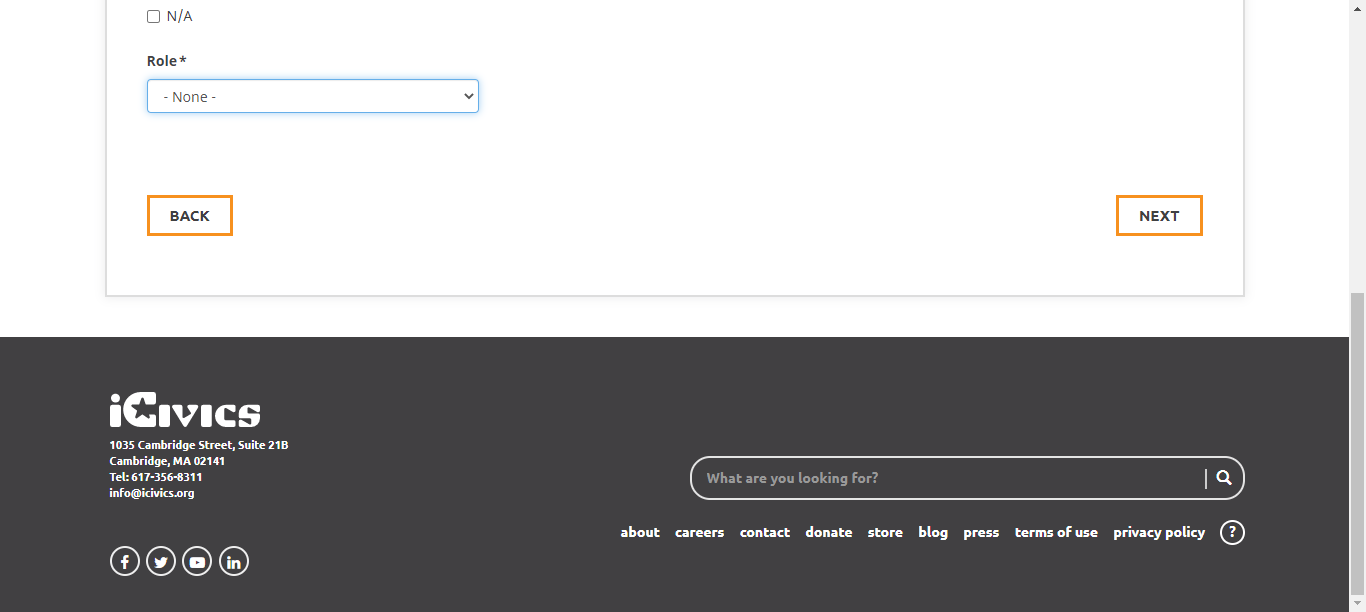 N/A
Role*
- None -
BACK
NEXT
iCivics
1035 Cambridge Street, Suite 21B
Cambridge, MA 02141
Tel: 617-356-8311
info@icivics.org
What are you looking for?
about careers contact donate store blog press terms of use privacy policy ?